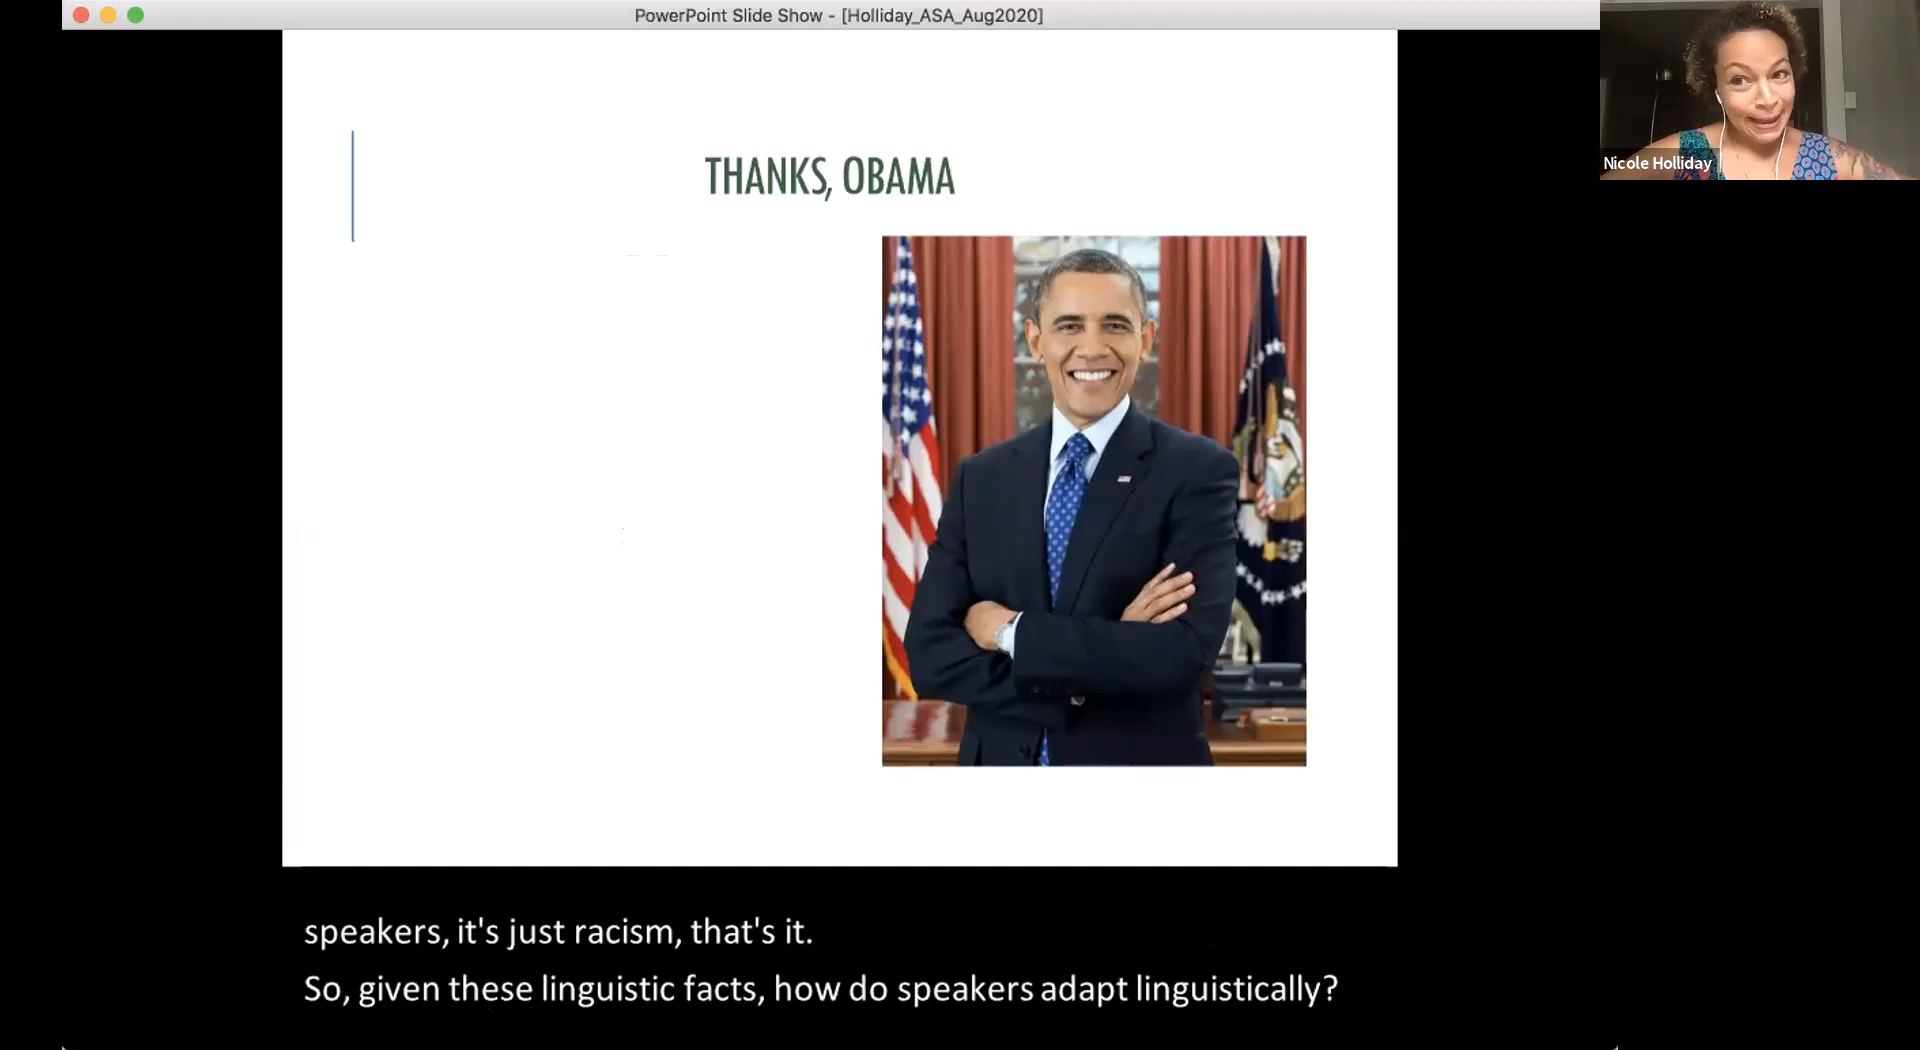 PowerPoint Slide Show - [Holliday_ASA_Aug2020]
Nicole Holliday
THANKS, OBAMA
speakers, it's just racism, that's it.
So, given these linguistic facts, how do speakers adapt linguistically?